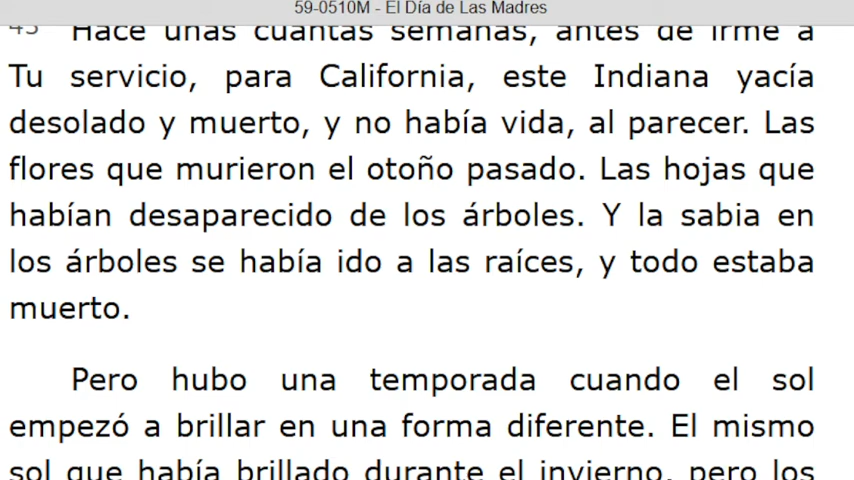 59-0510M - El Día de Las Madres
45 Hace unas cuantas semanas, antes de irme a
Tu servicio, para California, este Indiana yacía
desolado y muerto, y no había vida, al parecer. Las
flores que murieron el otoño pasado. Las hojas que
habían desaparecido de los árboles. Y la sabia en
los árboles se había ido a las raíces, y todo estaba
muerto.
Pero hubo una temporada cuando el sol
empezó a brillar en una forma diferente. El mismo
sol que había brillado durante el invierno, pero los